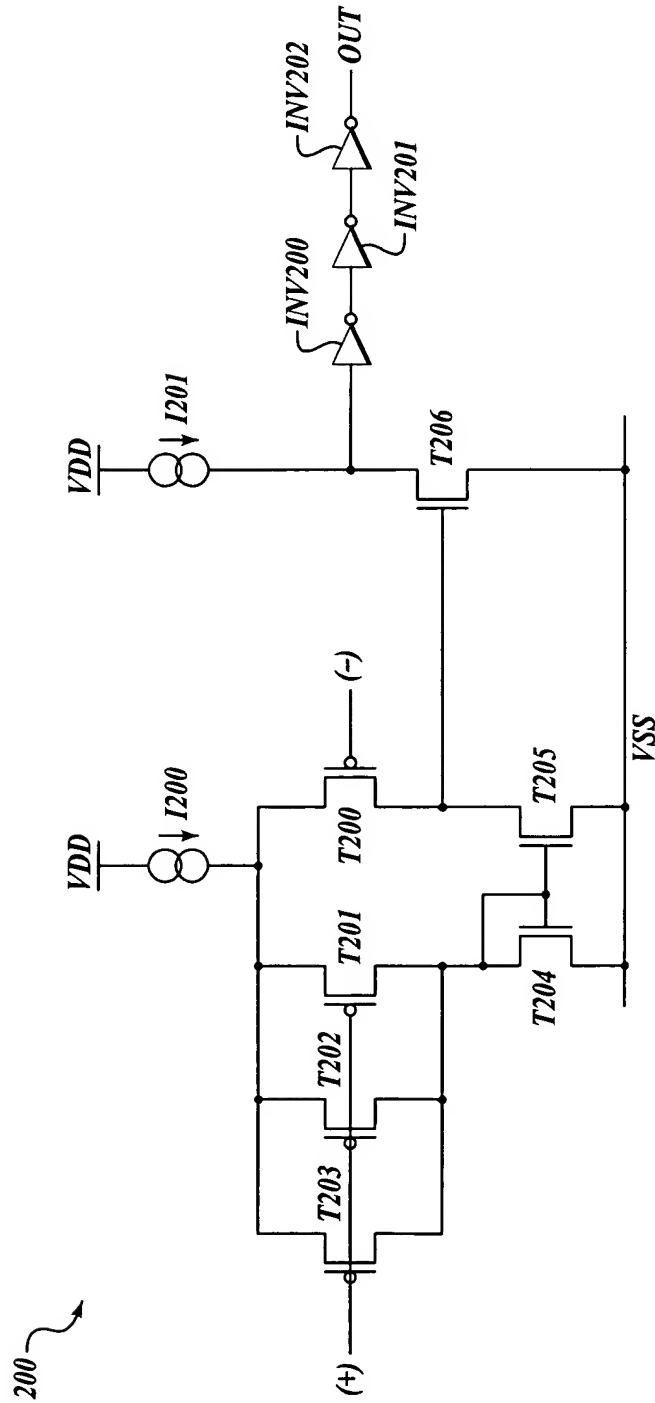 200
VDD
I200
VDD
I201
INV200
INV201
INV202
OUT
(+)
T203
T202
T201
T200
(-)
T206
T204
T205
VSS